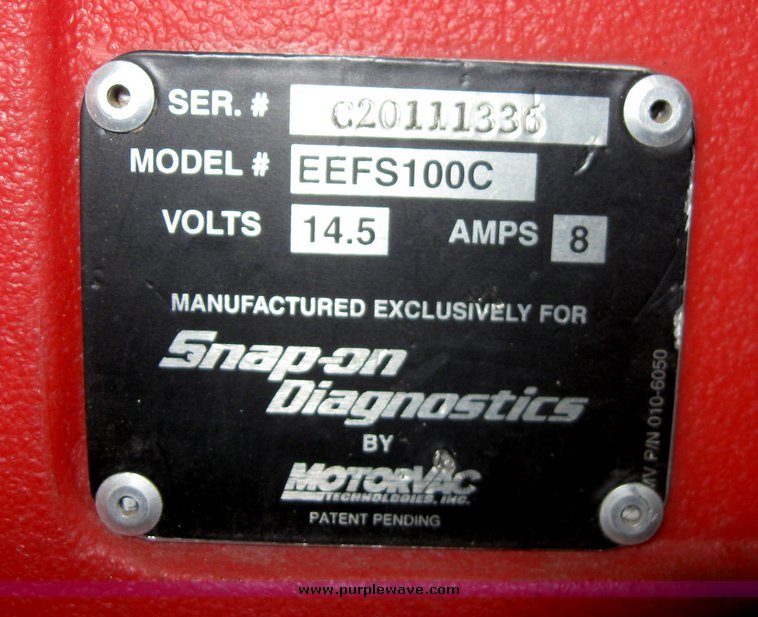 SER. # C20111336
MODEL # EEFS100C
VOLTS 14.5 AMPS 8
MANUFACTURED EXCLUSIVELY FOR
Snap-on
Diagnostics
BY
MOTORVAC
TECHNOLOGIES, INC.
PATENT PENDING
MV P/N 010-6050
www.purplewave.com